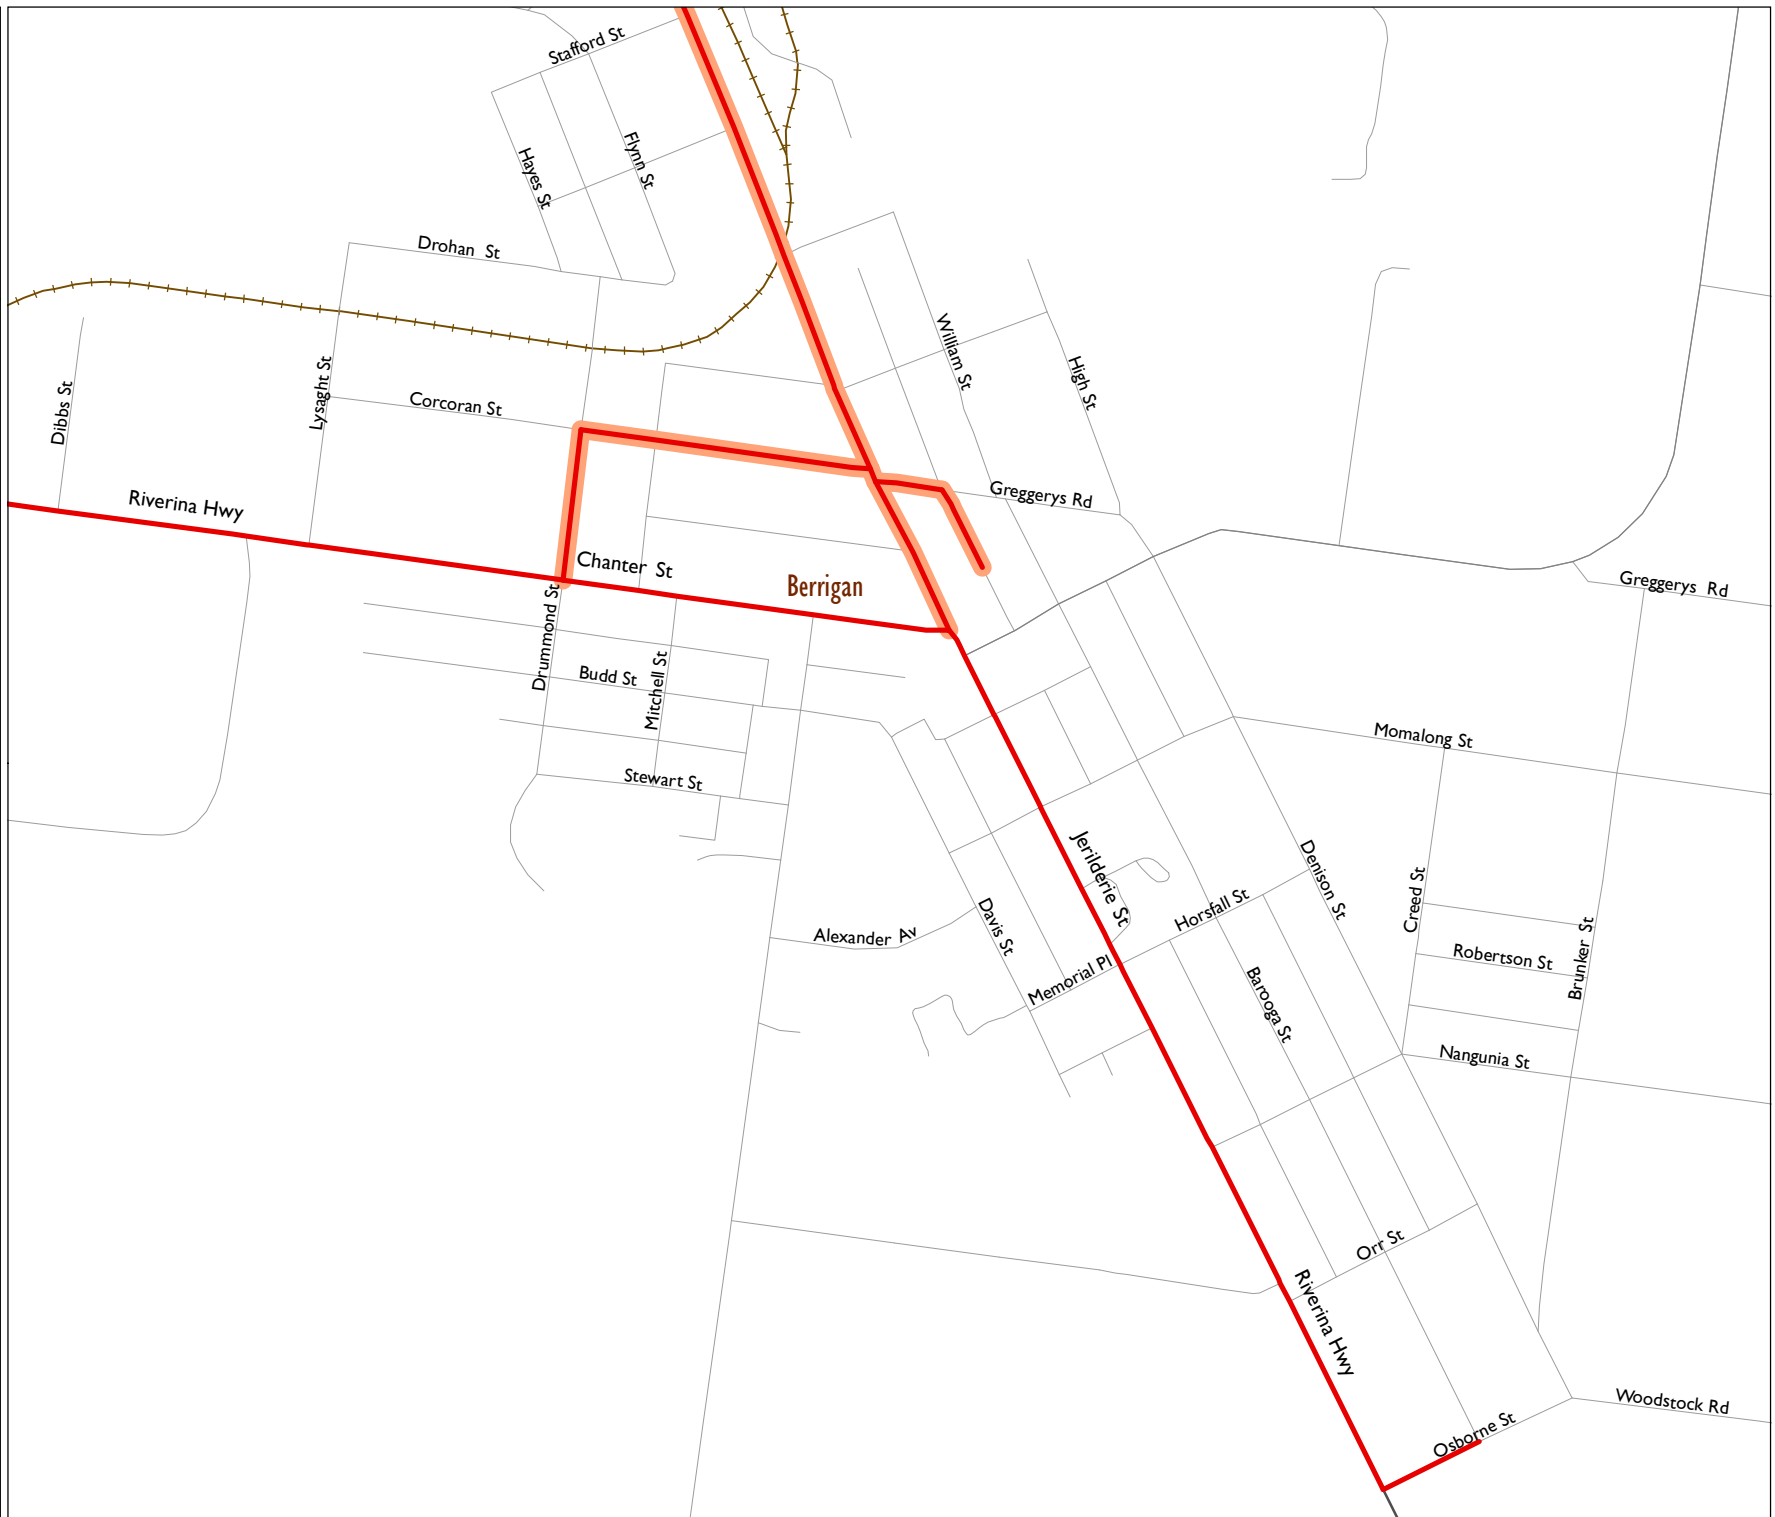 Stafford St
Flynn St
Hayes St
Drohan St
William St
High St
Lysaght St
Dibbs St
Corcoran St
Riverina Hwy
Greggerys Rd
Chanter St
Berrigan
Greggerys Rd
Drummond St
Budd St
Mitchell St
Momalong St
Stewart St
Jerilderie St
Denison St
Creed St
Horsfall St
Davis St
Alexander Av
Brunker St
Robertson St
Memorial Pl
Barooga St
Nangunia St
Orr St
Riverina Hwy
Woodstock Rd
Osborne St